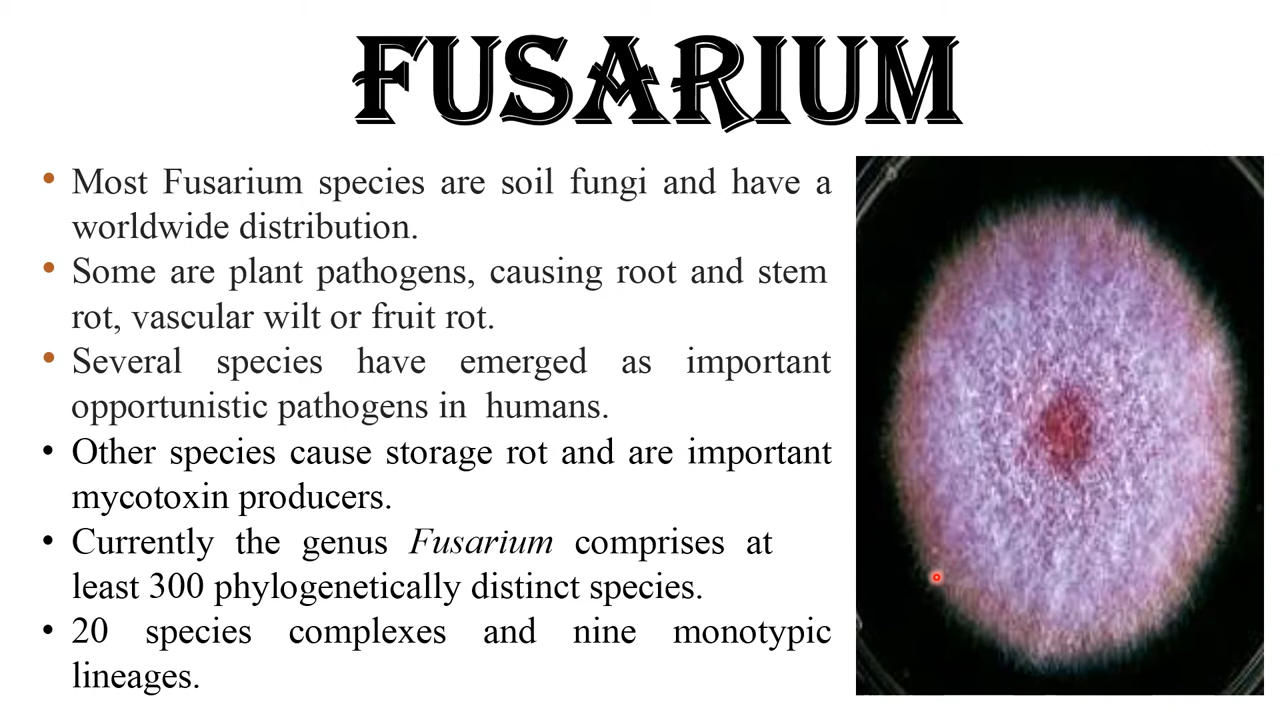 FUSARIUM
• Most Fusarium species are soil fungi and have a
worldwide distribution.
• Some are plant pathogens, causing root and stem
rot, vascular wilt or fruit rot.
• Several species have emerged as important
opportunistic pathogens in humans.
• Other species cause storage rot and are important
mycotoxin producers.
• Currently the genus Fusarium comprises at
least 300 phylogenetically distinct species.
• 20 species complexes and nine monotypic
lineages.